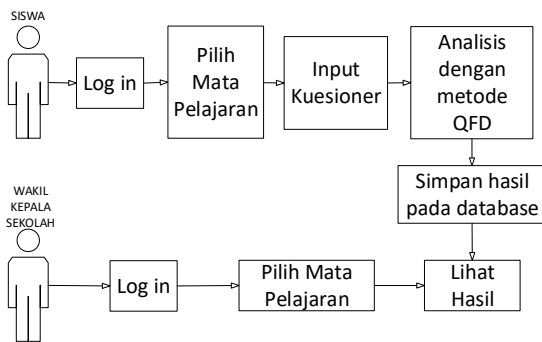 SISWA
Log in
Pilih
Mata
Pelajaran
Input
Kuesioner
Analisis
dengan
metode
QFD
Simpan hasil
pada database
WAKIL
KEPALA
SEKOLAH
Log in
Pilih Mata
Pelajaran
Lihat
Hasil